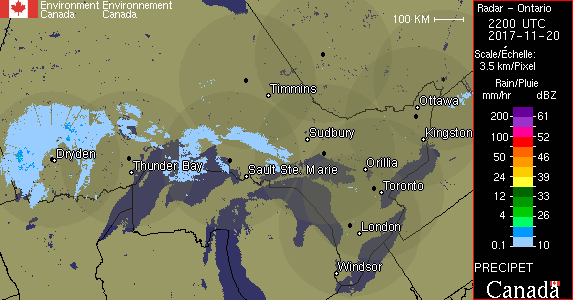 Environment Environnement
Canada Canada
100 KM
Timmins
Ottawa
Sudbury
Kingston
Dryden
Thunder Bay
Sault Ste. Marie
Orillia
Toronto
London
Windsor
Radar - Ontario
2200 UTC
2017-11-20
Scale/Échelle:
3.5 km/Pixel
Rain/Pluie
mm/hr dBZ
200 61
100 52
50 46
24 39
12 33
4 26
0.1 10
PRECIPET
Canada